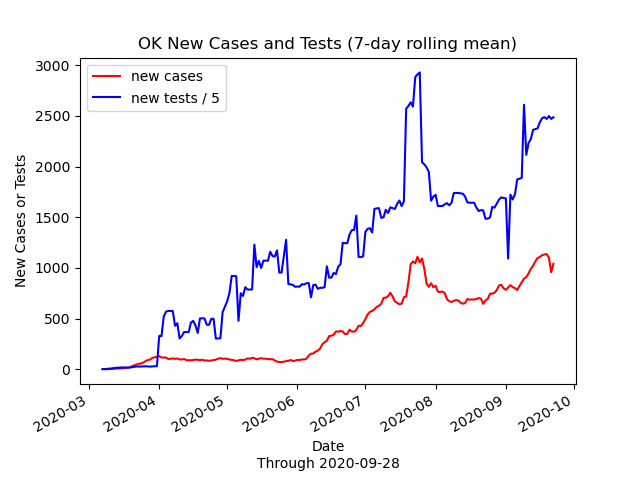 OK New Cases and Tests (7-day rolling mean)
new cases
new tests / 5
New Cases or Tests
3000
2500
2000
1500
1000
500
0
2020-03
2020-04
2020-05
2020-06
2020-07
2020-08
2020-09
2020-10
Date
Through 2020-09-28